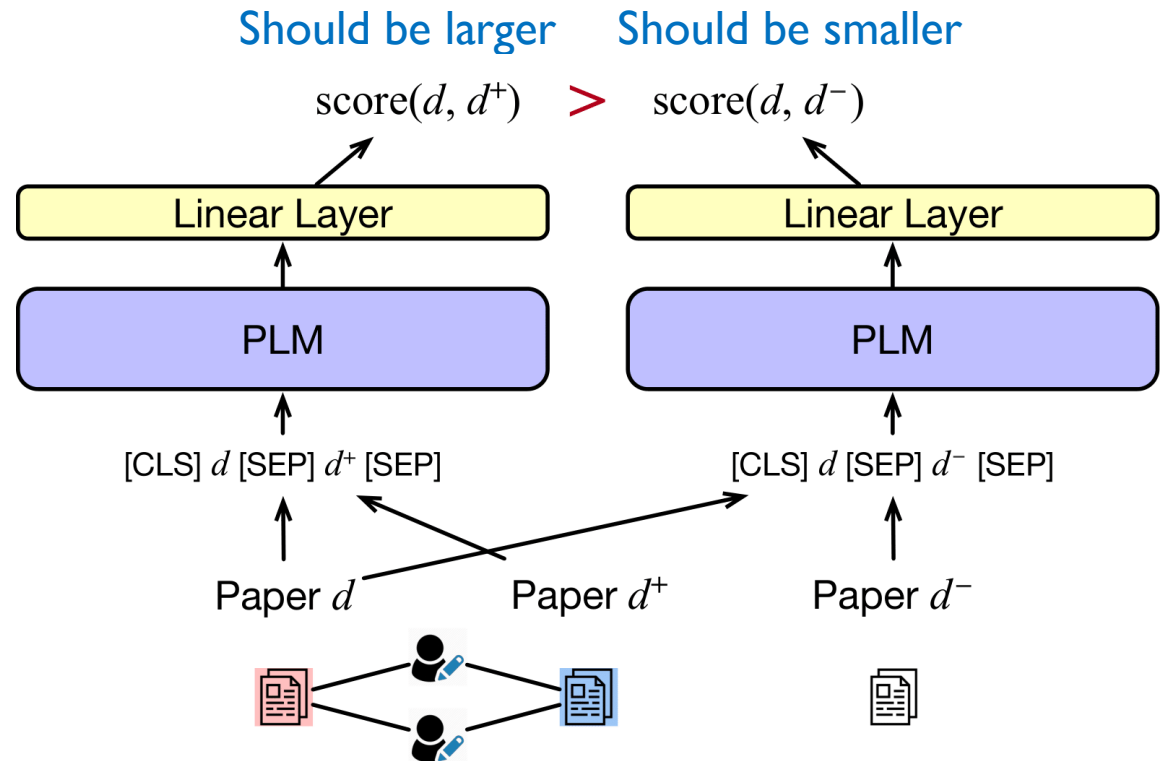 Should be larger Should be smaller
score(d, d⁺) > score(d, d⁻)
Linear Layer Linear Layer
PLM PLM
[CLS] d [SEP] d⁺ [SEP] [CLS] d [SEP] d⁻ [SEP]
Paper d Paper d⁺ Paper d⁻